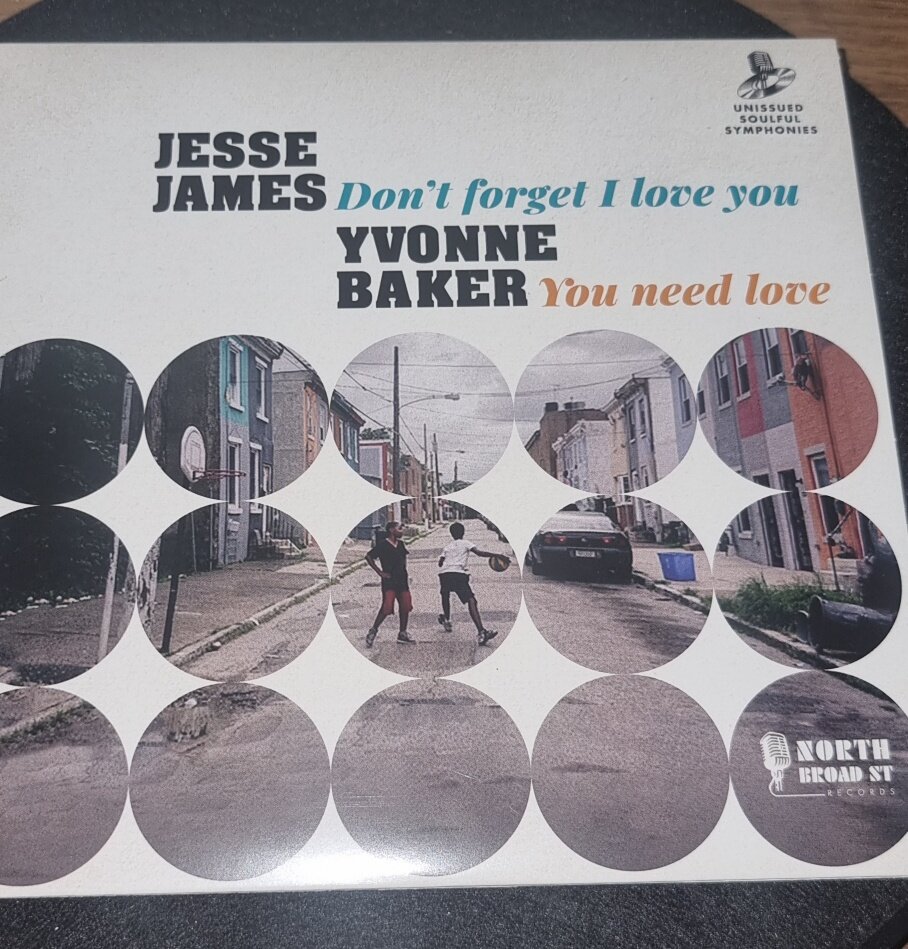 UNISSUED
SOULFUL
SYMPHONIES
JESSE
JAMES Don't forget I love you
YVONNE
BAKER You need love
NORTH
BROAD ST
RECORDS